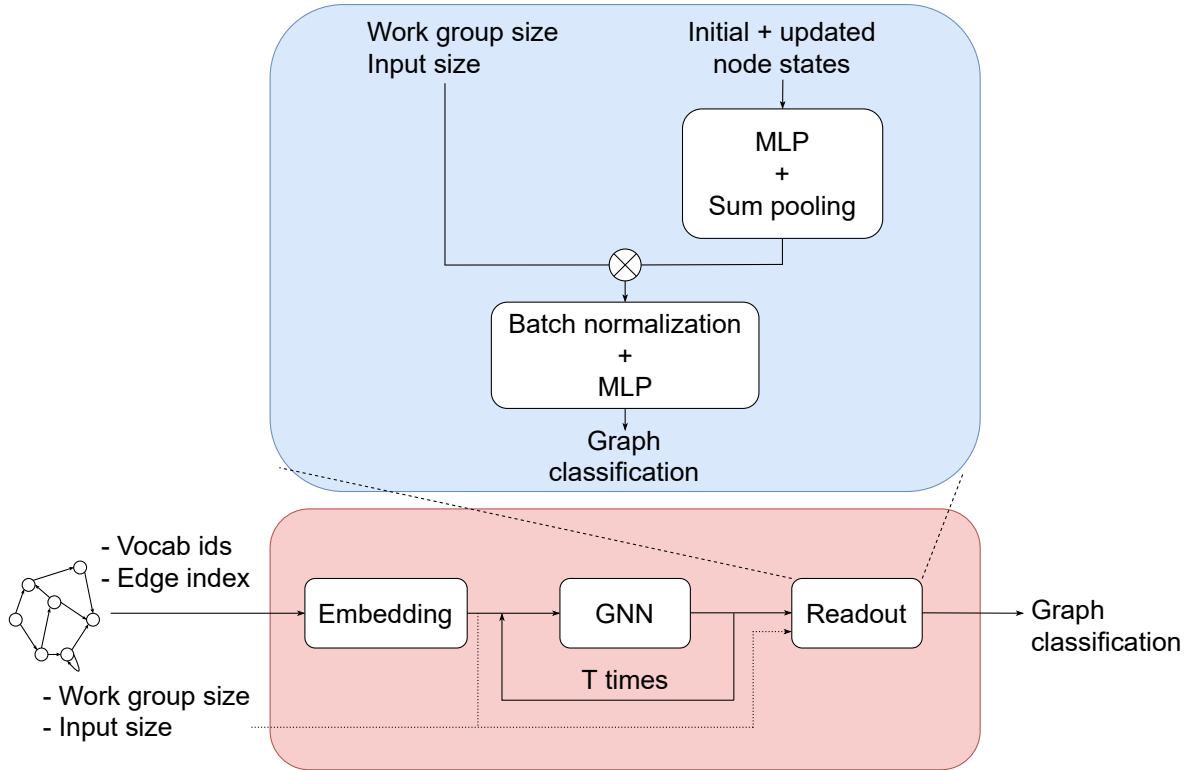 Work group size
Input size
Initial + updated
node states
MLP
+
Sum pooling
Batch normalization
+
MLP
Graph
classification
- Vocab ids
- Edge index
Embedding
GNN
Readout
Graph
classification
T times
- Work group size
- Input size